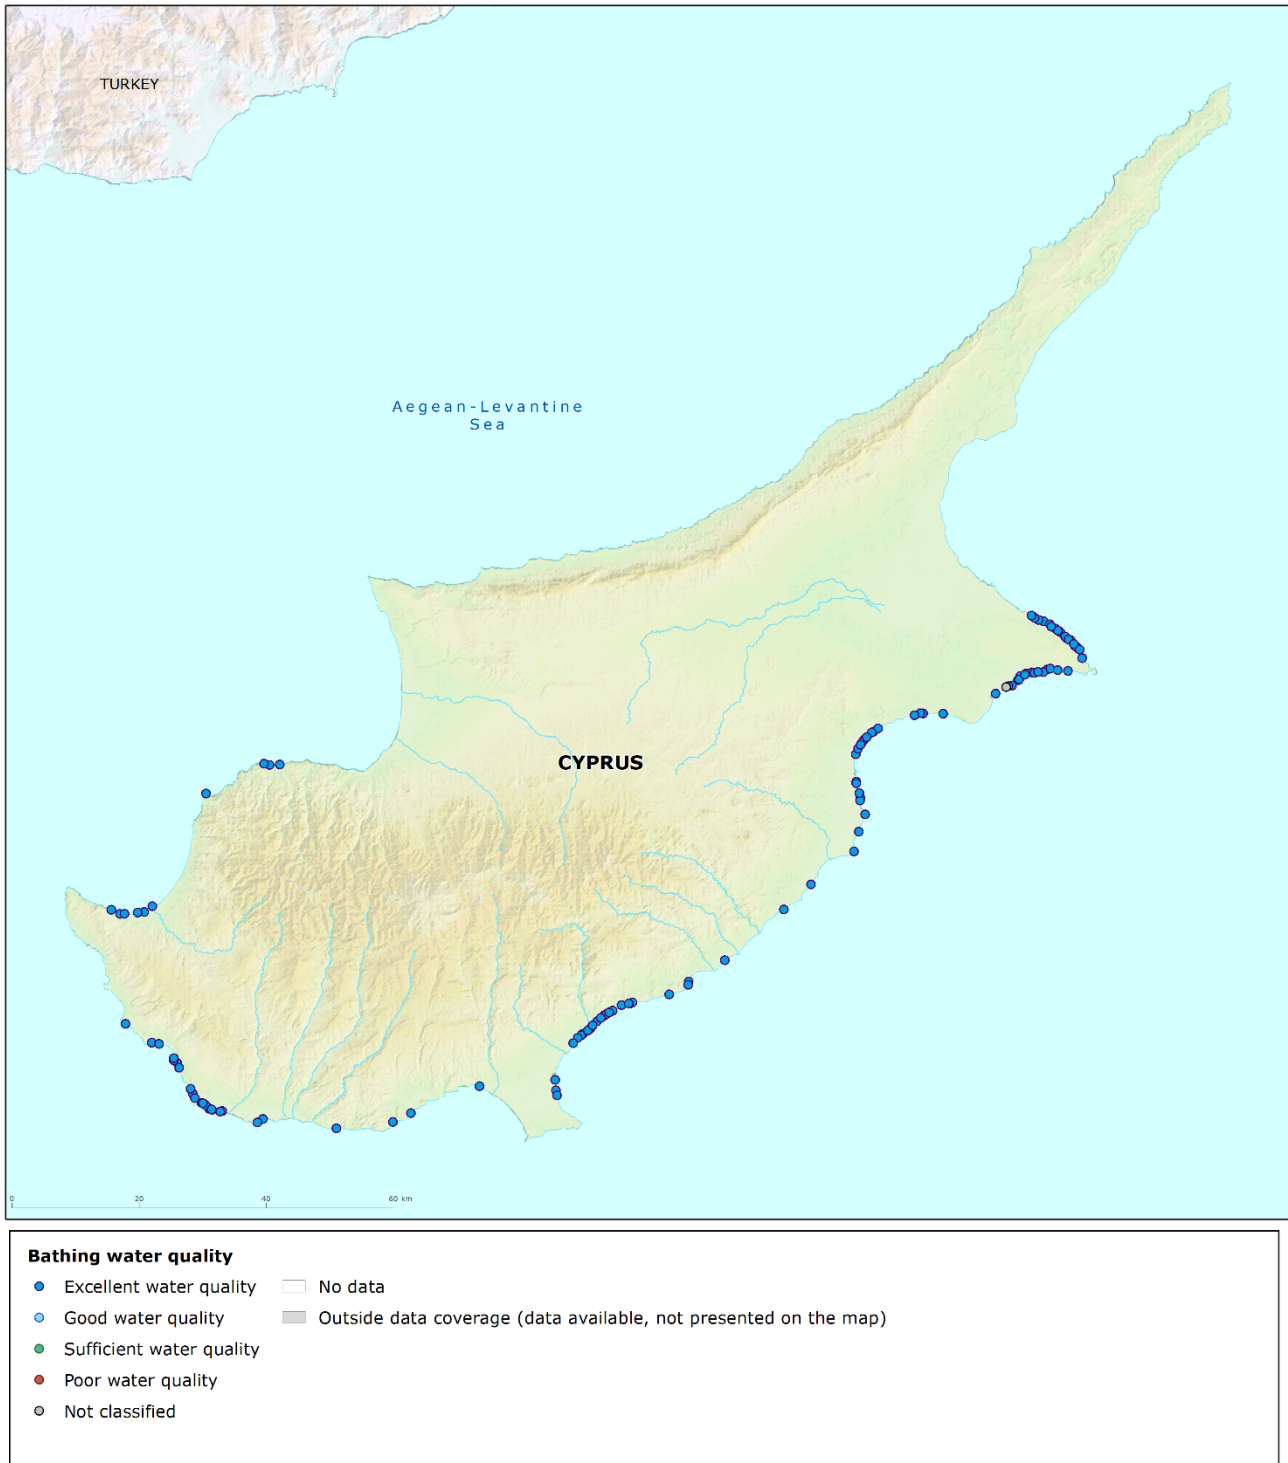 TURKEY
Aegean-Levantine
Sea
CYPRUS
0 20 40 60 km
Bathing water quality
Excellent water quality No data
Good water quality Outside data coverage (data available, not presented on the map)
Sufficient water quality
Poor water quality
Not classified